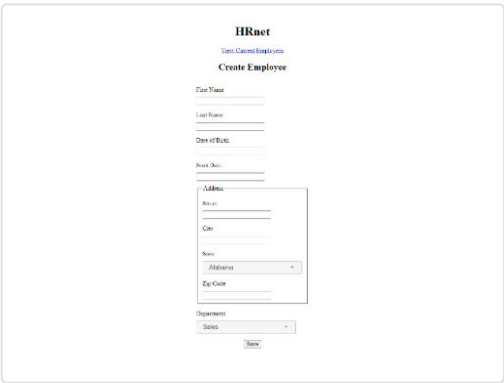 HRnet
View Current Employees
Create Employee
First Name
Last Name
Date of Birth
Start Date
Address
Street
City
State
Alabama
Zip Code
Department
Sales
Save